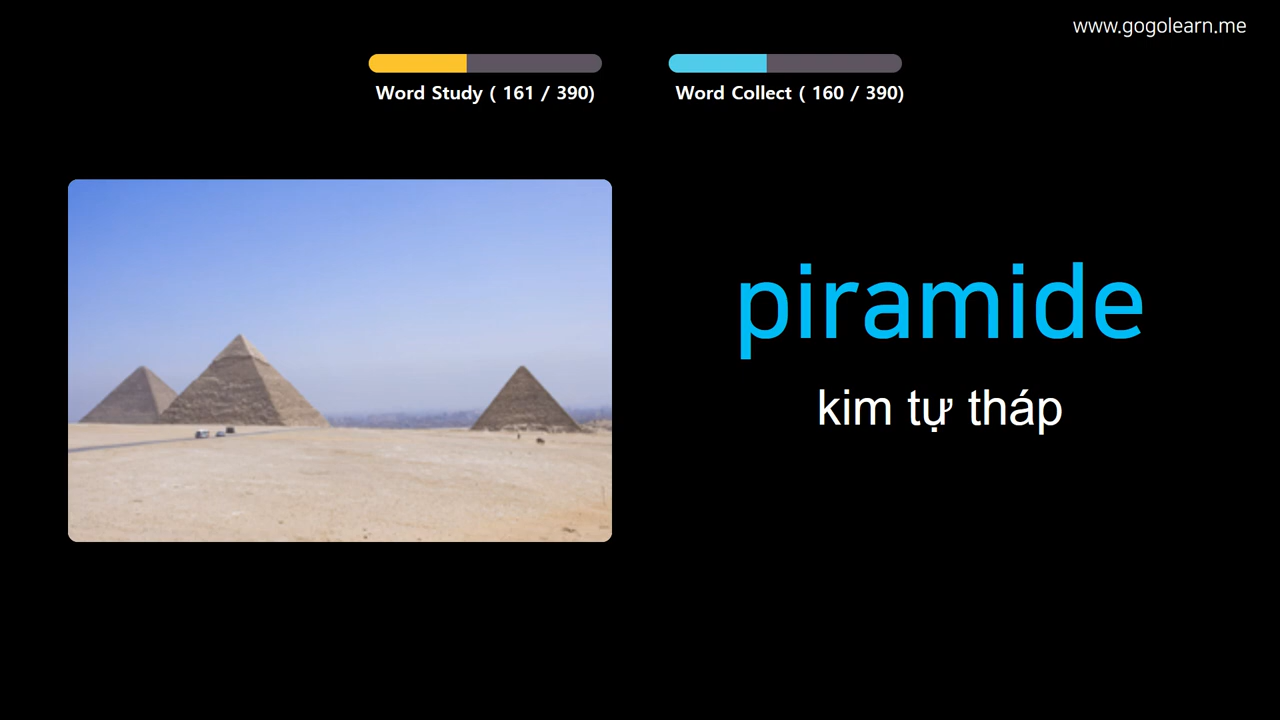 www.gogolearn.me
Word Study ( 161 / 390)
Word Collect ( 160 / 390)
piramide
kim tự tháp